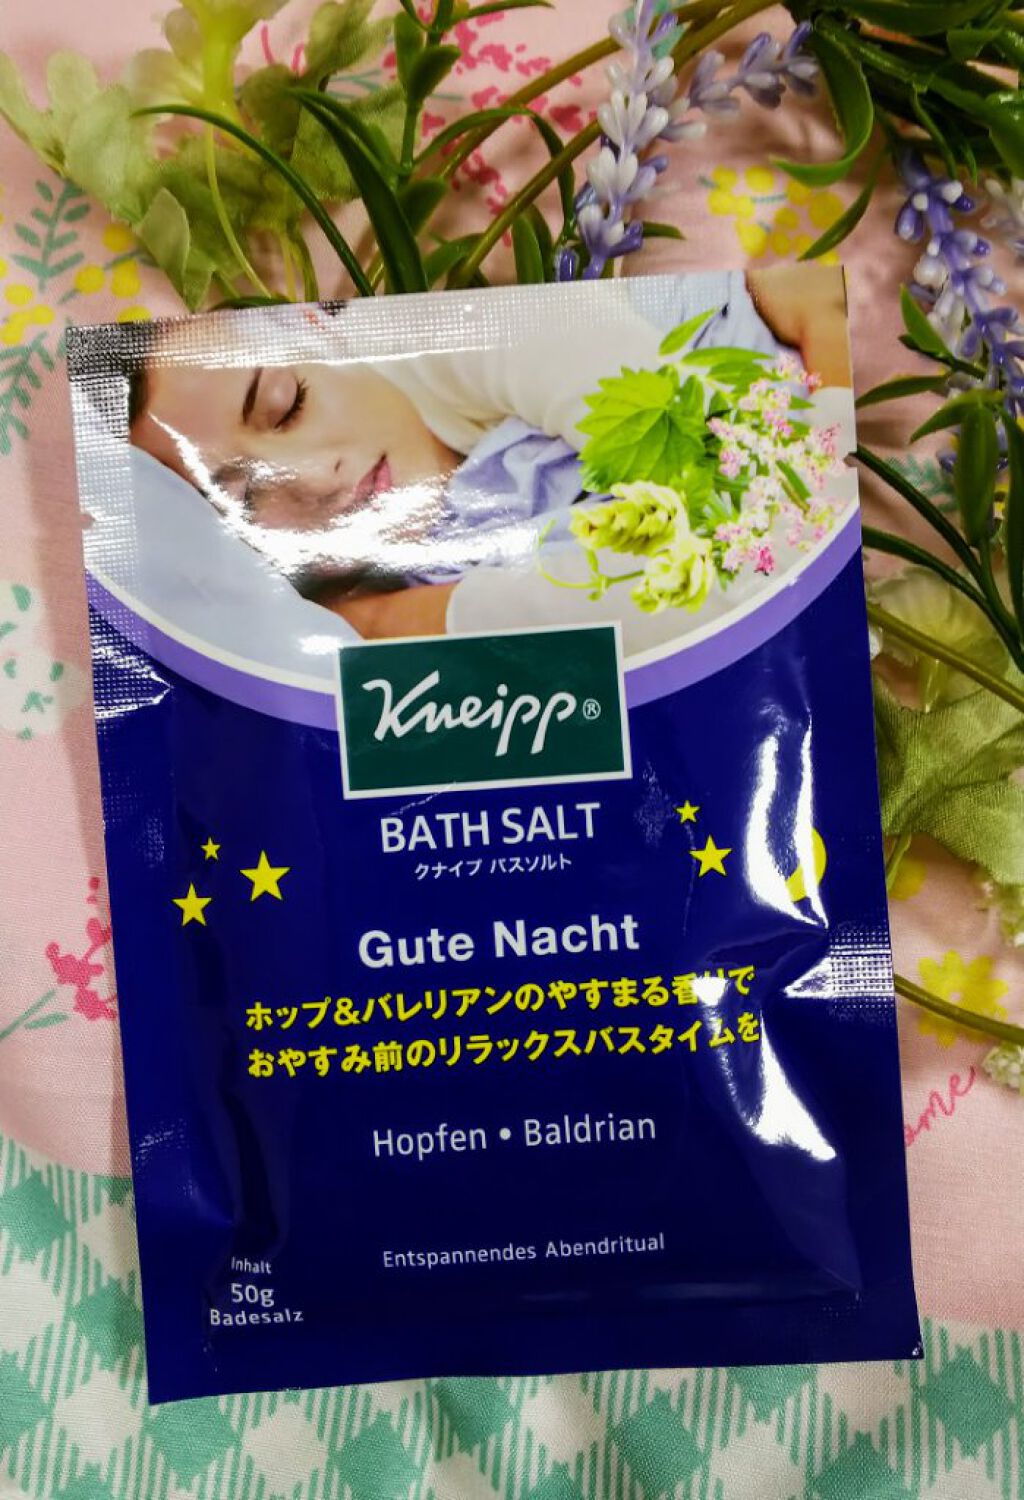 Kneipp®
BATH SALT
クナイプ バスソルト
Gute Nacht
ホップ&バレリアンのやすまる香りで
おやすみ前のリラックスバスタイムを
Hopfen • Baldrian
ome
Entspannendes Abendritual
Inhalt
50g
Badesalz